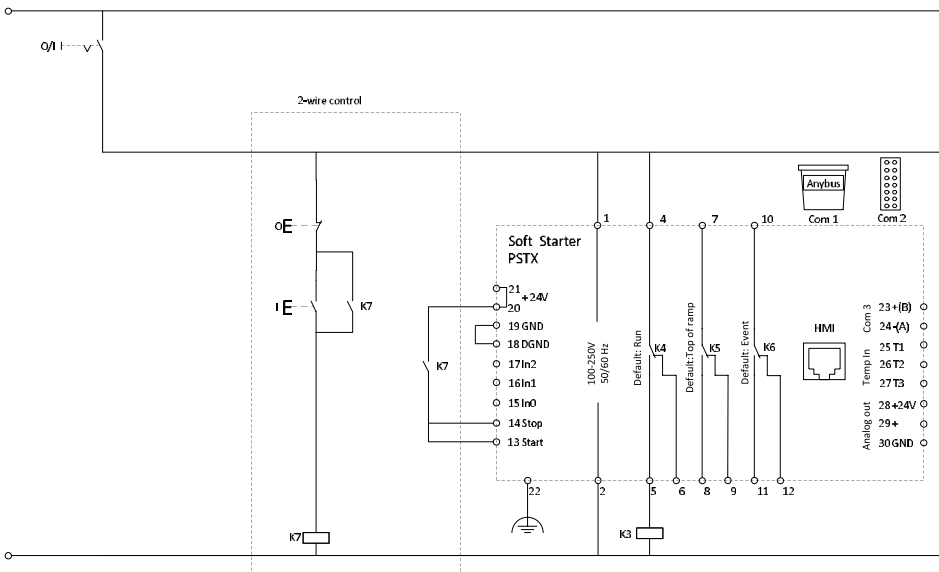 O/I
2-wire control
Anybus
Com 1
Com 2
1
4
7
10
Soft Starter
PSTX
O
21
+24V
20
I
K7
19 GND
18 DGND
K7
17 In2
16 In1
15 In0
14 Stop
13 Start
100-250V
50/60 Hz
Default: Run
K4
Default:Top of ramp
K5
Default: Event
K6
HMI
Com 3
23 +(B)
24 -(A)
Temp In
25 T1
26 T2
27 T3
Analog out
28 +24V
29 +
30 GND
22
2
5
6
8
9
11
12
K7
K3